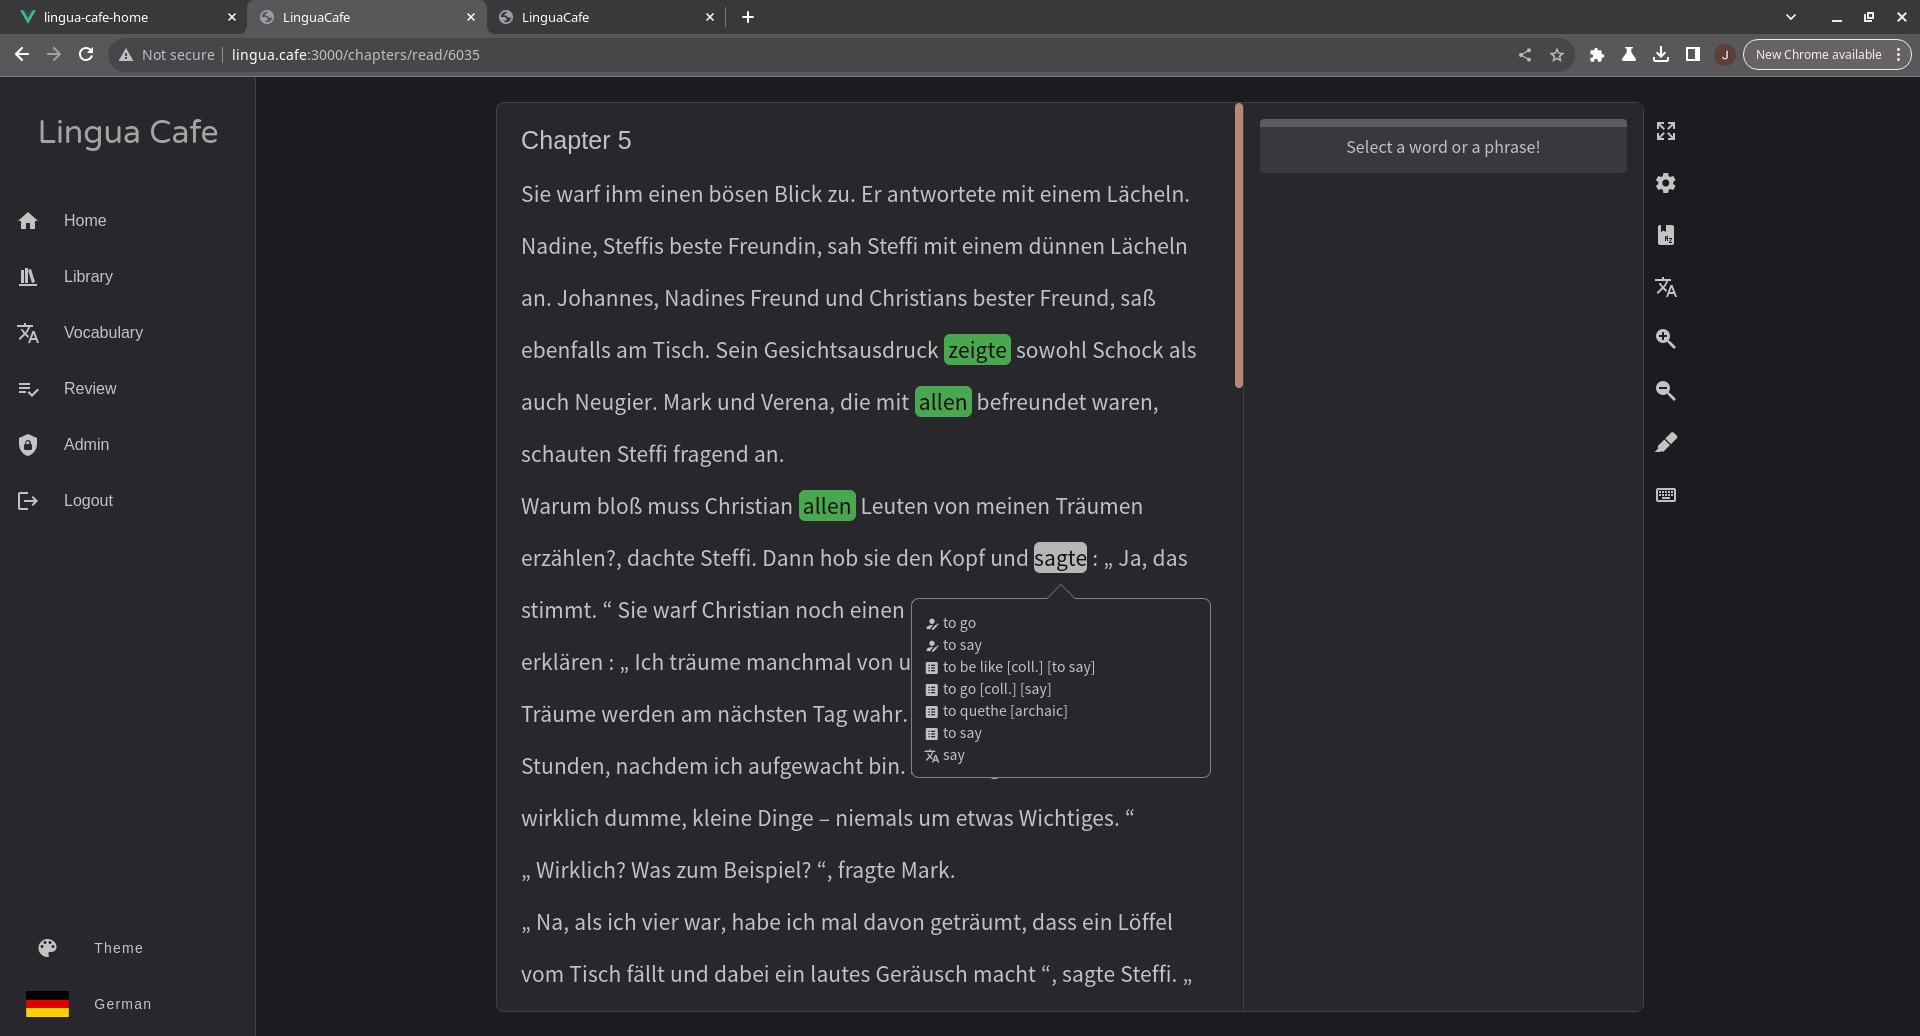 lingua-cafe-home
LinguaCafe
LinguaCafe
Not secure
lingua.cafe:3000/chapters/read/6035
J
New Chrome available
Lingua Cafe
Home
Library
Vocabulary
Review
Admin
Logout
Theme
German
Chapter 5
Sie warf ihm einen bösen Blick zu. Er antwortete mit einem Lächeln.
Nadine, Steffis beste Freundin, sah Steffi mit einem dünnen Lächeln
an. Johannes, Nadines Freund und Christians bester Freund, saß
ebenfalls am Tisch. Sein Gesichtsausdruck zeigte sowohl Schock als
auch Neugier. Mark und Verena, die mit allen befreundet waren,
schauten Steffi fragend an.
Warum bloß muss Christian allen Leuten von meinen Träumen
erzählen?, dachte Steffi. Dann hob sie den Kopf und sagte : „ Ja, das
stimmt. “ Sie warf Christian noch einen
erklären : „ Ich träume manchmal von u
Träume werden am nächsten Tag wahr.
Stunden, nachdem ich aufgewacht bin.
wirklich dumme, kleine Dinge – niemals um etwas Wichtiges. “
„ Wirklich? Was zum Beispiel? “, fragte Mark.
„ Na, als ich vier war, habe ich mal davon geträumt, dass ein Löffel
vom Tisch fällt und dabei ein lautes Geräusch macht “, sagte Steffi. „
to go
to say
to be like [coll.] [to say]
to go [coll.] [say]
to quethe [archaic]
to say
say
Select a word or a phrase!